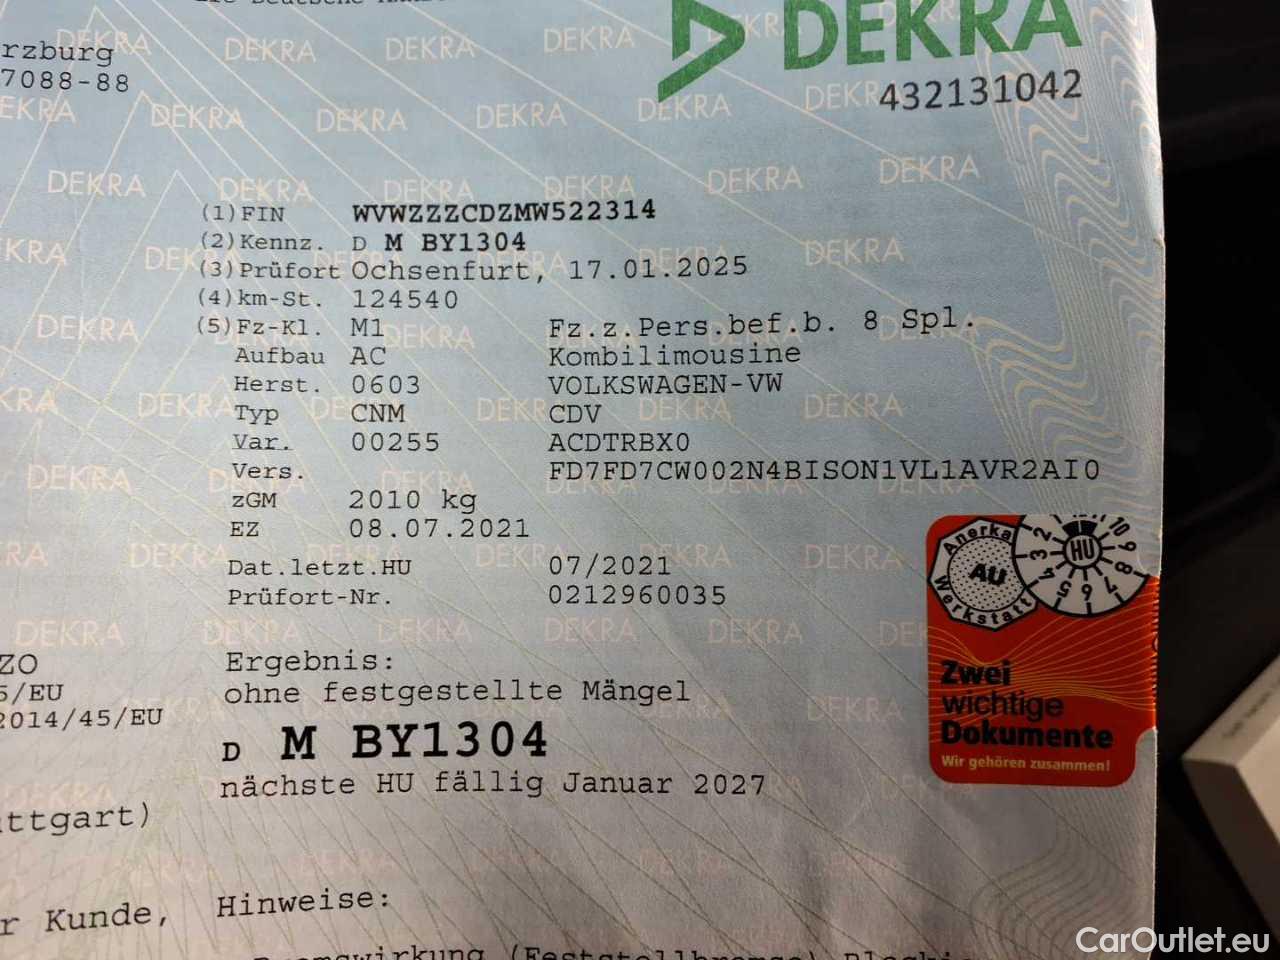 rzburg
7088-88
DEKRA
432131042
(1)FIN WVWZZZCDZMW522314
(2)Kennz. D M BY1304
(3)Prüfort Ochsenfurt, 17.01.2025
(4)km-St. 124540
(5)Fz-Kl. M1 Fz.z.Pers.bef.b. 8 Spl.
Aufbau AC Kombilimousine
Herst. 0603 VOLKSWAGEN-VW
Typ CNM CDV
Var. 00255 ACDTRBX0
Vers. FD7FD7CW002N4BISON1VL1AVR2AI0
zGM 2010 kg
EZ 08.07.2021
Dat.letzt.HU 07/2021
Prüfort-Nr. 0212960035
ZO
5/EU
2014/45/EU
Ergebnis:
ohne festgestellte Mängel
D M BY1304
nächste HU fällig Januar 2027
ttgart)
r Kunde,
Hinweise:
(Feststellbremse)
Anerka
AU
Werkstatt
HU
Zwei
wichtige
Dokumente
Wir gehören zusammen!
CarOutlet.eu